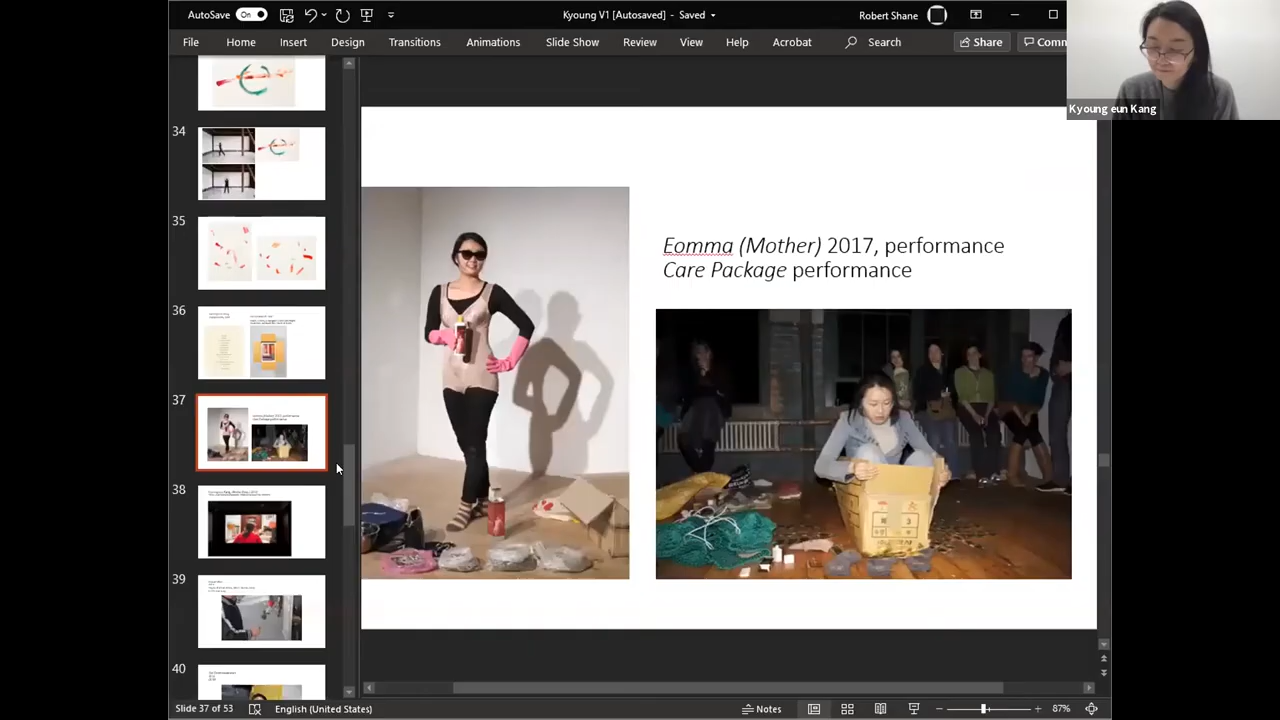 AutoSave On
Kyoung V1 [Autosaved] - Saved
Robert Shane
File Home Insert Design Transitions Animations Slide Show Review View Help Acrobat Search Share Comm
Kyoung eun Kang
34
35
36
37
38
39
40
Eomma (Mother) 2017, performance
Care Package performance
Slide 37 of 53 English (United States) Notes 87%